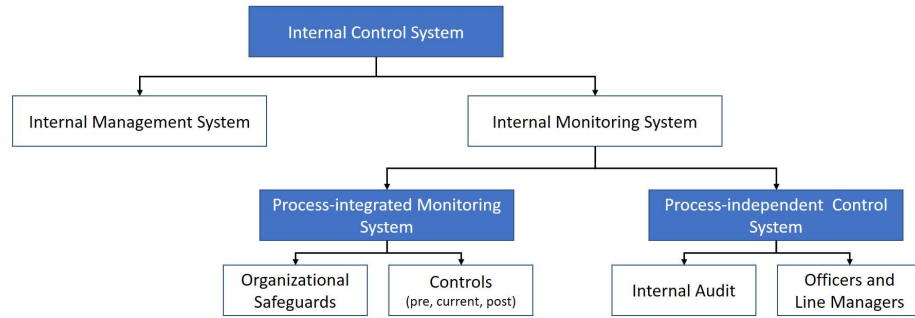 Internal Control System
Internal Management System
Internal Monitoring System
Process-integrated Monitoring
System
Process-independent Control
System
Organizational
Safeguards
Controls
(pre, current, post)
Internal Audit
Officers and
Line Managers